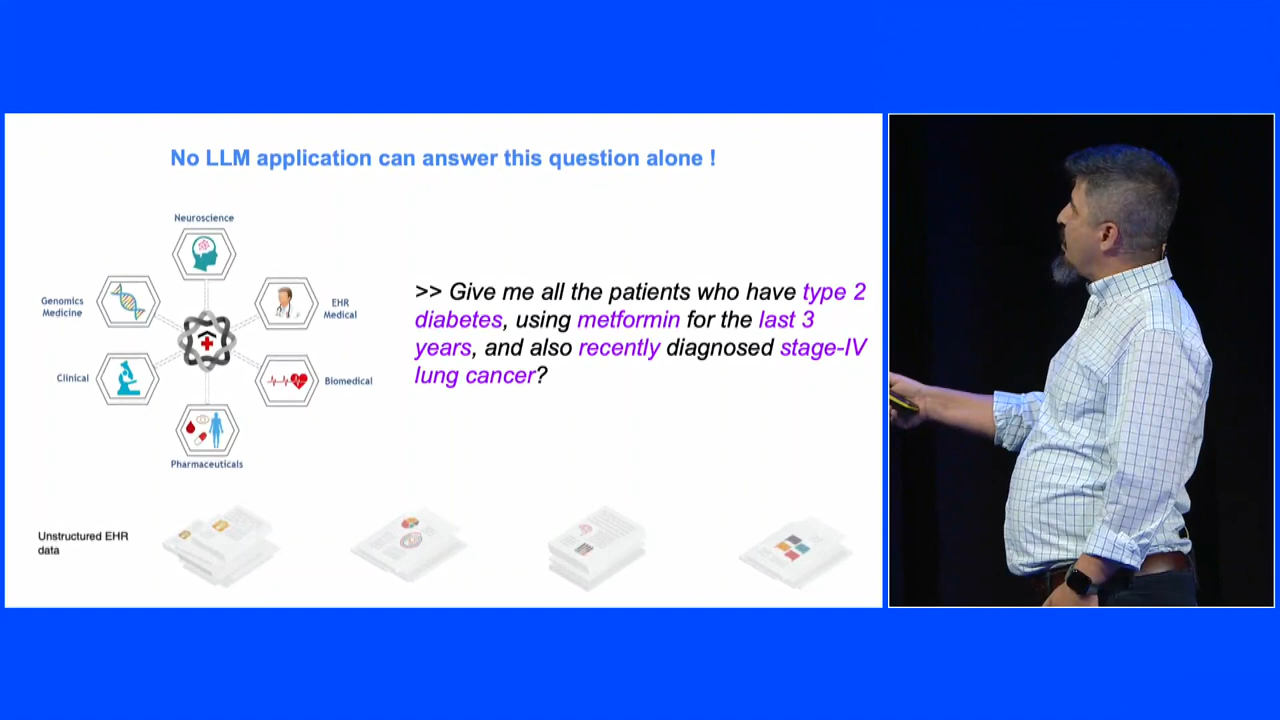 No LLM application can answer this question alone !
Neuroscience
Genomics
Medicine
EHR
Medical
Clinical
Biomedical
Pharmaceuticals
>> Give me all the patients who have type 2
diabetes, using metformin for the last 3
years, and also recently diagnosed stage-IV
lung cancer?
Unstructured EHR
data